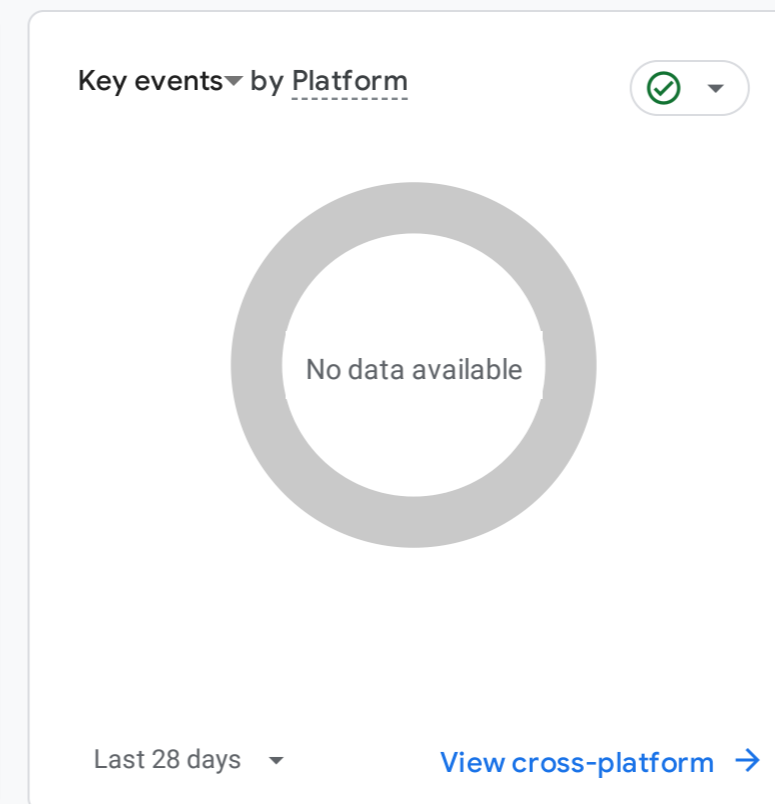 Key events by Platform
No data available
Last 28 days
View cross-platform